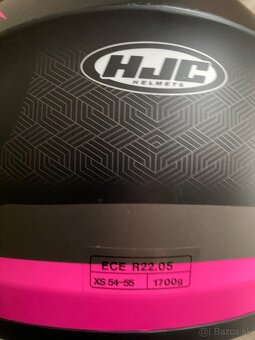 HJC
HELMETS
ECE R22.05
XS 54-55 1700g
Bazos.sk